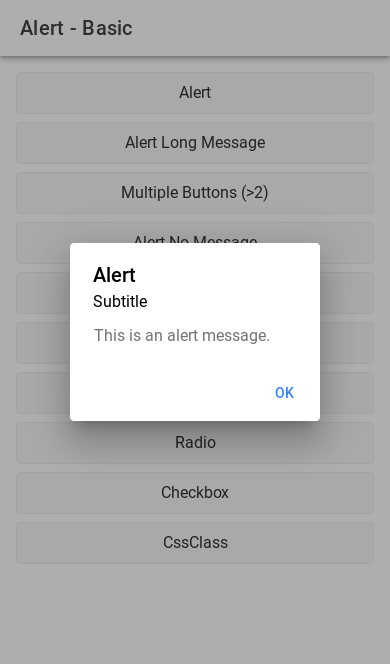 Alert - Basic
Alert
Alert Long Message
Multiple Buttons (>2)
Alert No Message
Alert
Subtitle
This is an alert message.
OK
Radio
Checkbox
CssClass